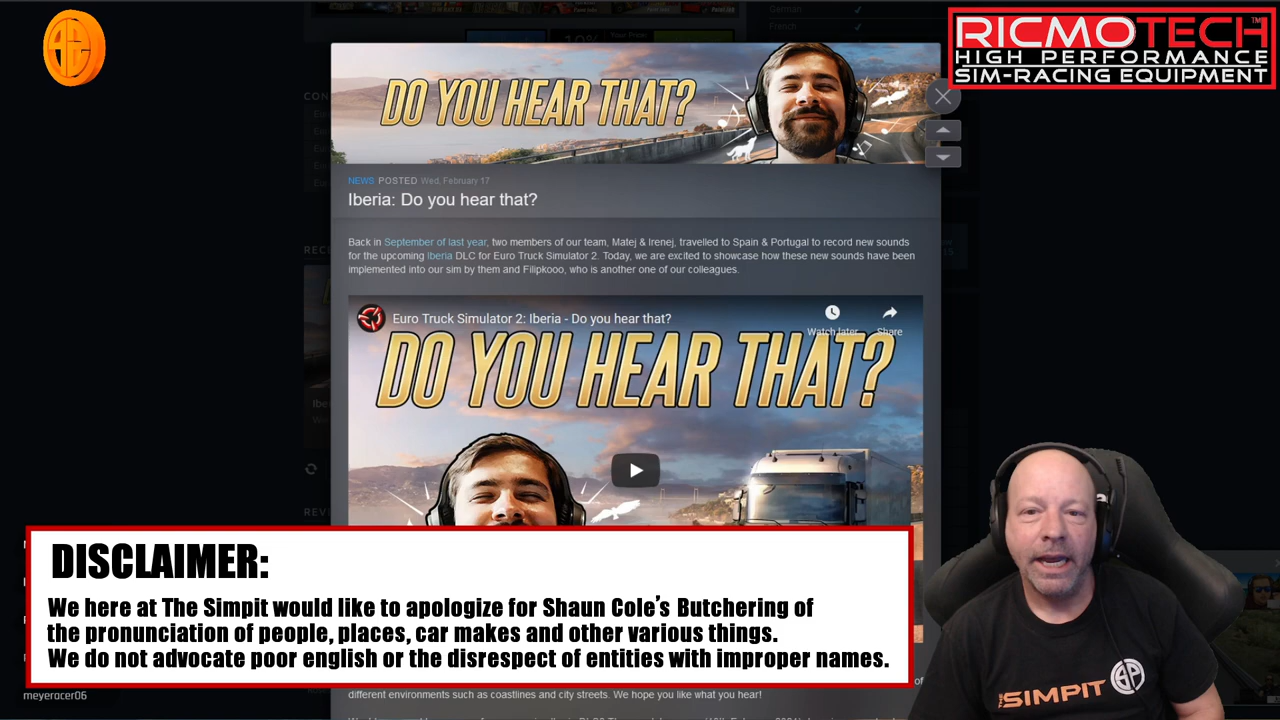 German
French
RICMOTECH™
HIGH PERFORMANCE
SIM-RACING EQUIPMENT
DO YOU HEAR THAT?
NEWS POSTED Wed, February 17
Iberia: Do you hear that?
Back in September of last year, two members of our team, Matej & Irenej, travelled to Spain & Portugal to record new sounds
for the upcoming Iberia DLC for Euro Truck Simulator 2. Today, we are excited to showcase how these new sounds have been
implemented into our sim by them and Filipkooo, who is another one of our colleagues.
Euro Truck Simulator 2: Iberia - Do you hear that?
Watch later
Share
DO YOU HEAR THAT?
DISCLAIMER:
We here at The Simpit would like to apologize for Shaun Cole's Butchering of
the pronunciation of people, places, car makes and other various things.
We do not advocate poor english or the disrespect of entities with improper names.
of
different environments such as coastlines and city streets. We hope you like what you hear!
meyeracer06
THE SIMPIT SP